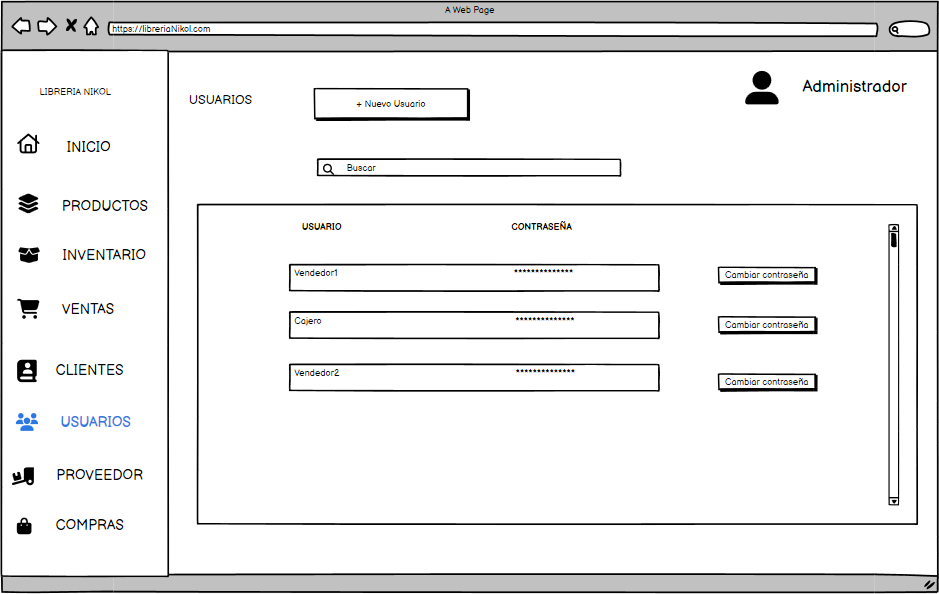 A Web Page
https://libreriaNikol.com
LIBRERIA NIKOL
INICIO
PRODUCTOS
INVENTARIO
VENTAS
CLIENTES
USUARIOS
PROVEEDOR
COMPRAS
USUARIOS
+ Nuevo Usuario
Administrador
Buscar
USUARIO CONTRASEÑA
Vendedor1 ************** Cambiar contraseña
Cajero ************** Cambiar contraseña
Vendedor2 ************** Cambiar contraseña